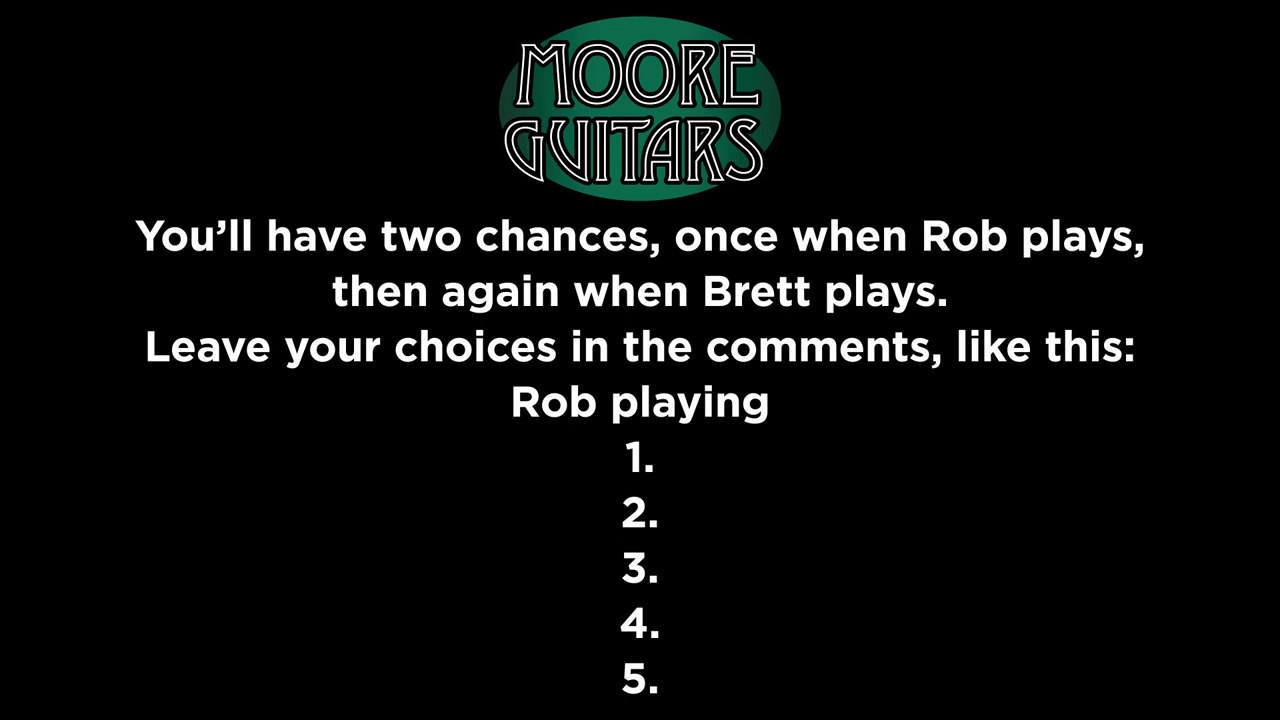 MOORE
GUITARS
You’ll have two chances, once when Rob plays,
then again when Brett plays.
Leave your choices in the comments, like this:
Rob playing
1.
2.
3.
4.
5.